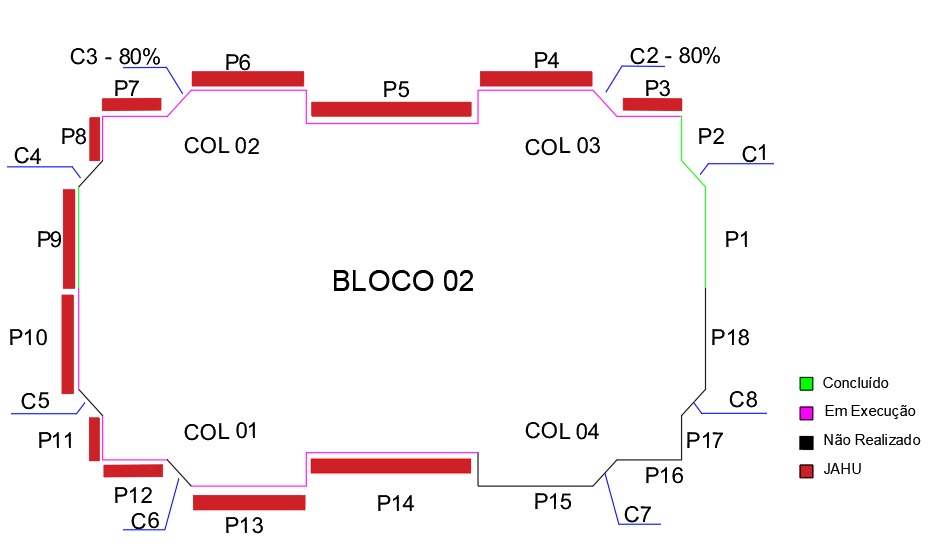 C3 - 80%
P6
P4
C2 - 80%
P7
P5
P3
P8
COL 02
COL 03
P2
C4
C1
P9
P1
BLOCO 02
P10
P18
Concluído
C5
C8
Em Execução
P11
COL 01
COL 04
P17
Não Realizado
P16
JAHU
P12
P14
P15
C6
P13
C7